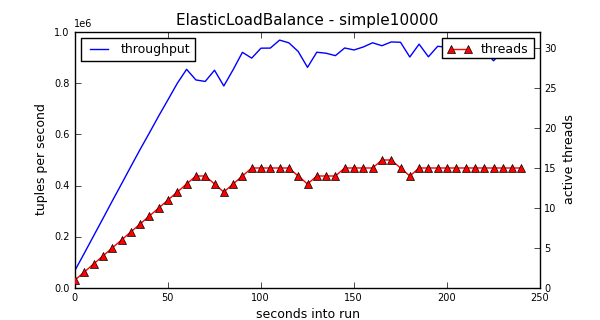 ElasticLoadBalance - simple10000
1e6
throughput
threads
1.0
0.8
0.6
0.4
0.2
0.0
tuples per second
30
25
20
15
10
5
0
active threads
0 50 100 150 200 250
seconds into run